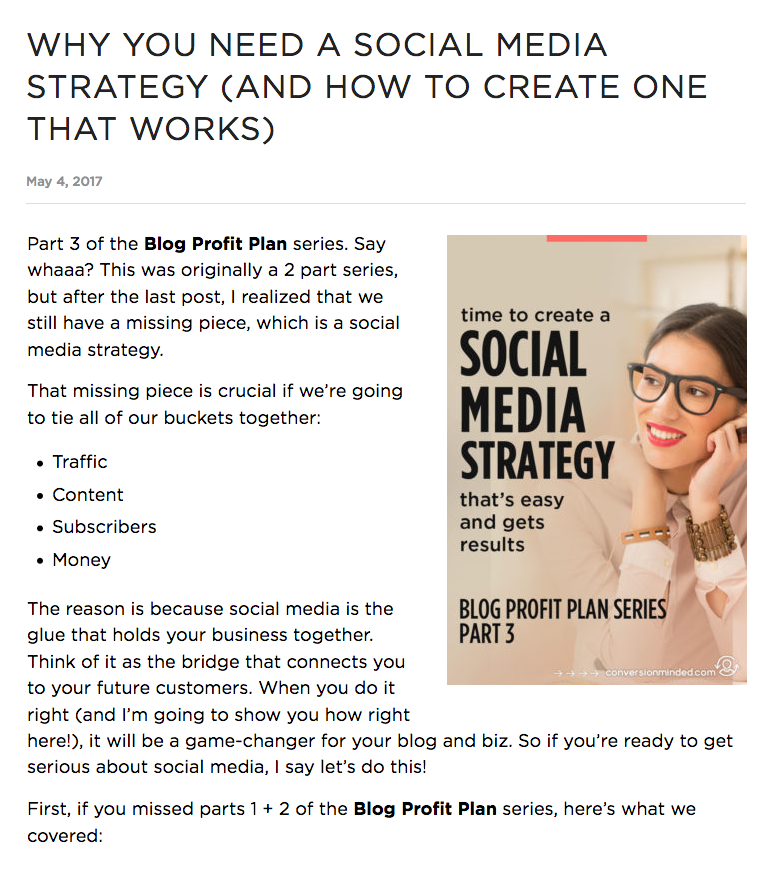 WHY YOU NEED A SOCIAL MEDIA
STRATEGY (AND HOW TO CREATE ONE
THAT WORKS)
May 4, 2017
Part 3 of the Blog Profit Plan series. Say
whaaa? This was originally a 2 part series,
but after the last post, I realized that we
still have a missing piece, which is a social
media strategy.
That missing piece is crucial if we’re going
to tie all of our buckets together:
• Traffic
• Content
• Subscribers
• Money
The reason is because social media is the
glue that holds your business together.
Think of it as the bridge that connects you
to your future customers. When you do it
right (and I’m going to show you how right
here!), it will be a game-changer for your blog and biz. So if you’re ready to get
serious about social media, I say let’s do this!
First, if you missed parts 1 + 2 of the Blog Profit Plan series, here’s what we
covered:
time to create a
SOCIAL
MEDIA
STRATEGY
that’s easy
and gets
results
BLOG PROFIT PLAN SERIES
PART 3
→ → → → conversionminded.com